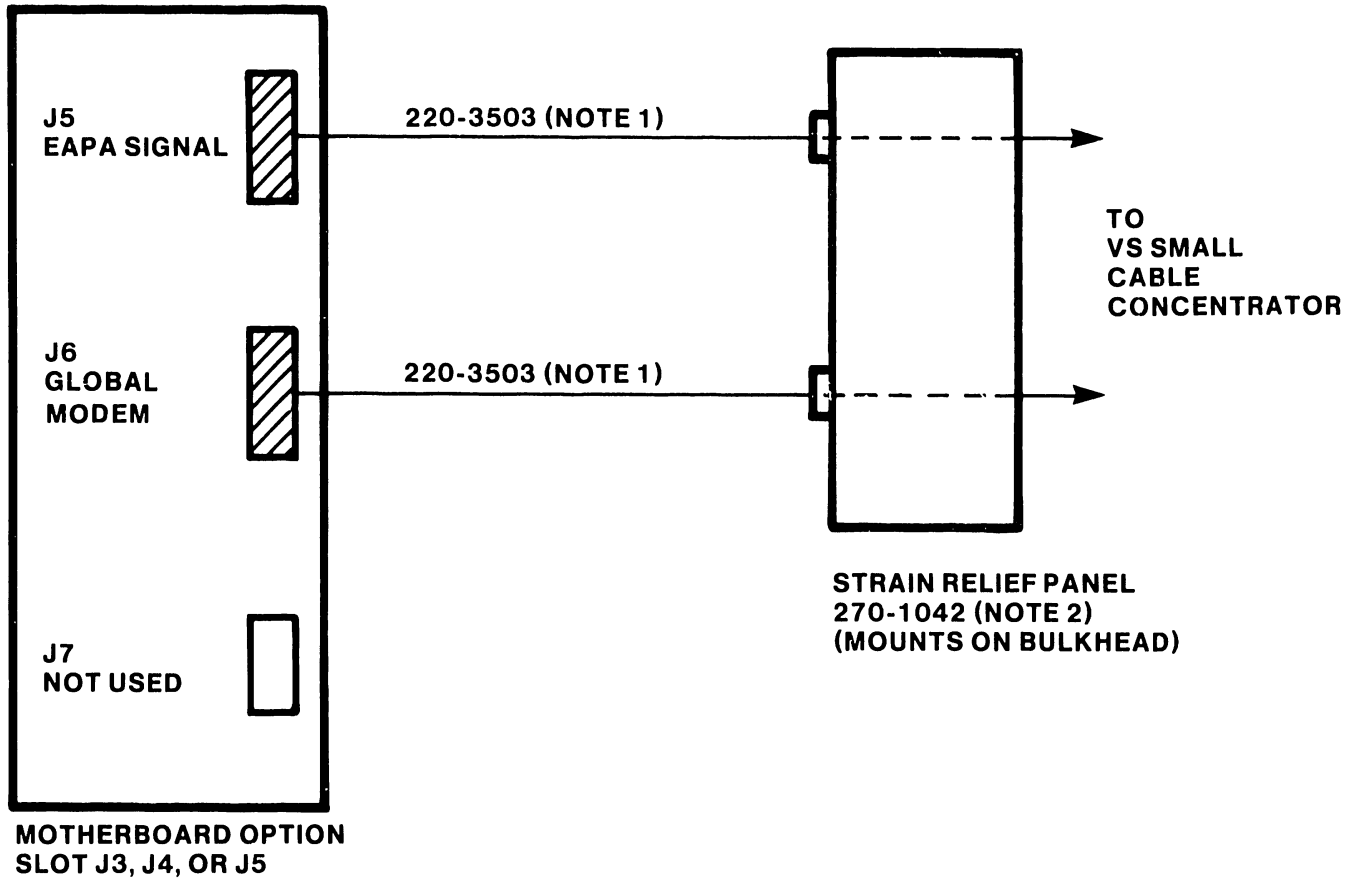 J5
EAPA SIGNAL
220-3503 (NOTE 1)
TO
VS SMALL
CABLE
CONCENTRATOR
J6
GLOBAL
MODEM
220-3503 (NOTE 1)
STRAIN RELIEF PANEL
270-1042 (NOTE 2)
(MOUNTS ON BULKHEAD)
J7
NOT USED
MOTHERBOARD OPTION
SLOT J3, J4, OR J5